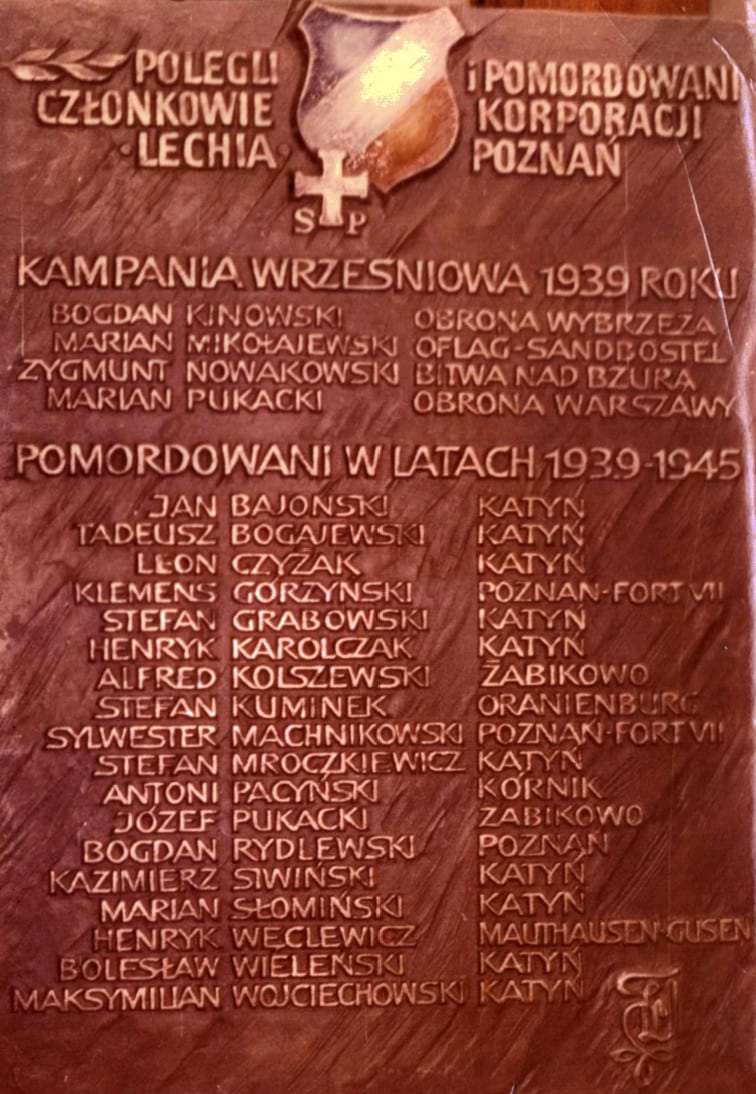 POLEGLI i POMORDOWANI
CZŁONKOWIE KORPORACJI
·LECHIA· POZNAŃ
S P
KAMPANIA WRZEŚNIOWA 1939 ROKU
BOGDAN KINOWSKI OBRONA WYBRZEŻA
MARIAN MIKOŁAJEWSKI OFLAG-SANDBOSTEL
ZYGMUNT NOWAKOWSKI BITWA NAD BZURĄ
MARIAN PUKACKI OBRONA WARSZAWY
POMORDOWANI W LATACH 1939-1945
JAN BAJOŃSKI KATYŃ
TADEUSZ BOGAJEWSKI KATYŃ
LEON CZYŻAK KATYŃ
KLEMENS GÓRZYŃSKI POZNAŃ-FORT VII
STEFAN GRABOWSKI KATYŃ
HENRYK KAROLCZAK KATYŃ
ALFRED KOLSZEWSKI ŻABIKOWO
STEFAN KUMINEK ORANIENBURG
SYLWESTER MACHNIKOWSKI POZNAŃ-FORT VII
STEFAN MROCZKIEWICZ KATYŃ
ANTONI PACYŃSKI KÓRNIK
JÓZEF PUKACKI ŻABIKOWO
BOGDAN RYDLEWSKI POZNAŃ
KAZIMIERZ SIWIŃSKI KATYŃ
MARIAN SŁOMIŃSKI KATYŃ
HENRYK WĘCLEWICZ MAUTHAUSEN-GUSEN
BOLESŁAW WIELEŃSKI KATYŃ
MAKSYMILIAN WOJCIECHOWSKI KATYŃ